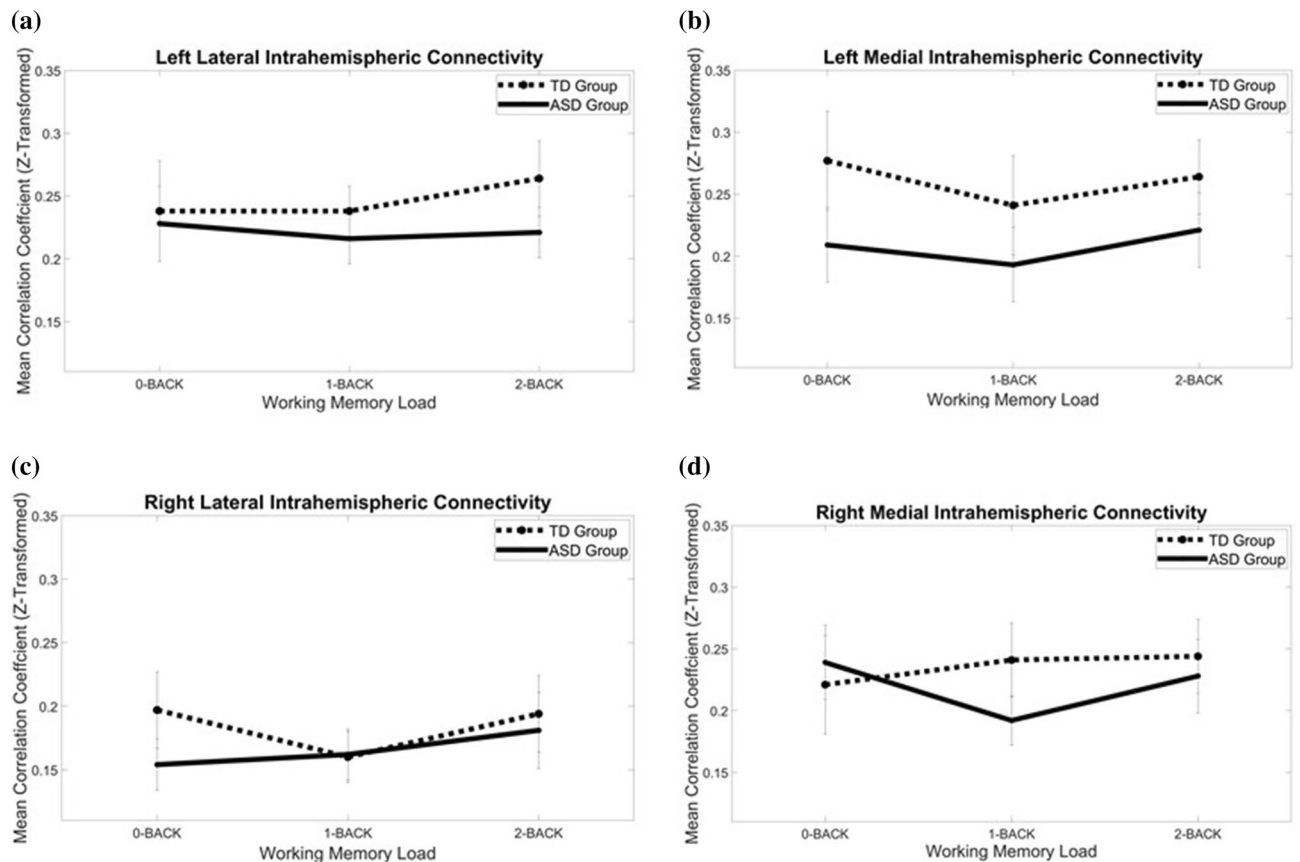 (a)
Left Lateral Intrahemispheric Connectivity
Mean Correlation Coeffcient (Z-Transformed)
0.35
0.3
0.25
0.2
0.15
TD Group
ASD Group
0-BACK 1-BACK 2-BACK
Working Memory Load
(b)
Left Medial Intrahemispheric Connectivity
Mean Correlation Coeffcient (Z-Transformed)
0.35
0.3
0.25
0.2
0.15
TD Group
ASD Group
0-BACK 1-BACK 2-BACK
Working Memory Load
(c)
Right Lateral Intrahemispheric Connectivity
Mean Correlation Coeffcient (Z-Transformed)
0.35
0.3
0.25
0.2
0.15
TD Group
ASD Group
0-BACK 1-BACK 2-BACK
Working Memory Load
(d)
Right Medial Intrahemispheric Connectivity
Mean Correlation Coeffcient (Z-Transformed)
0.35
0.3
0.25
0.2
0.15
TD Group
ASD Group
0-BACK 1-BACK 2-BACK
Working Memory Load